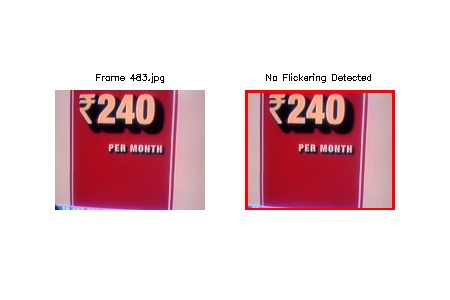 Frame 483.jpg
No Flickering Detected
₹240
PER MONTH
₹240
PER MONTH